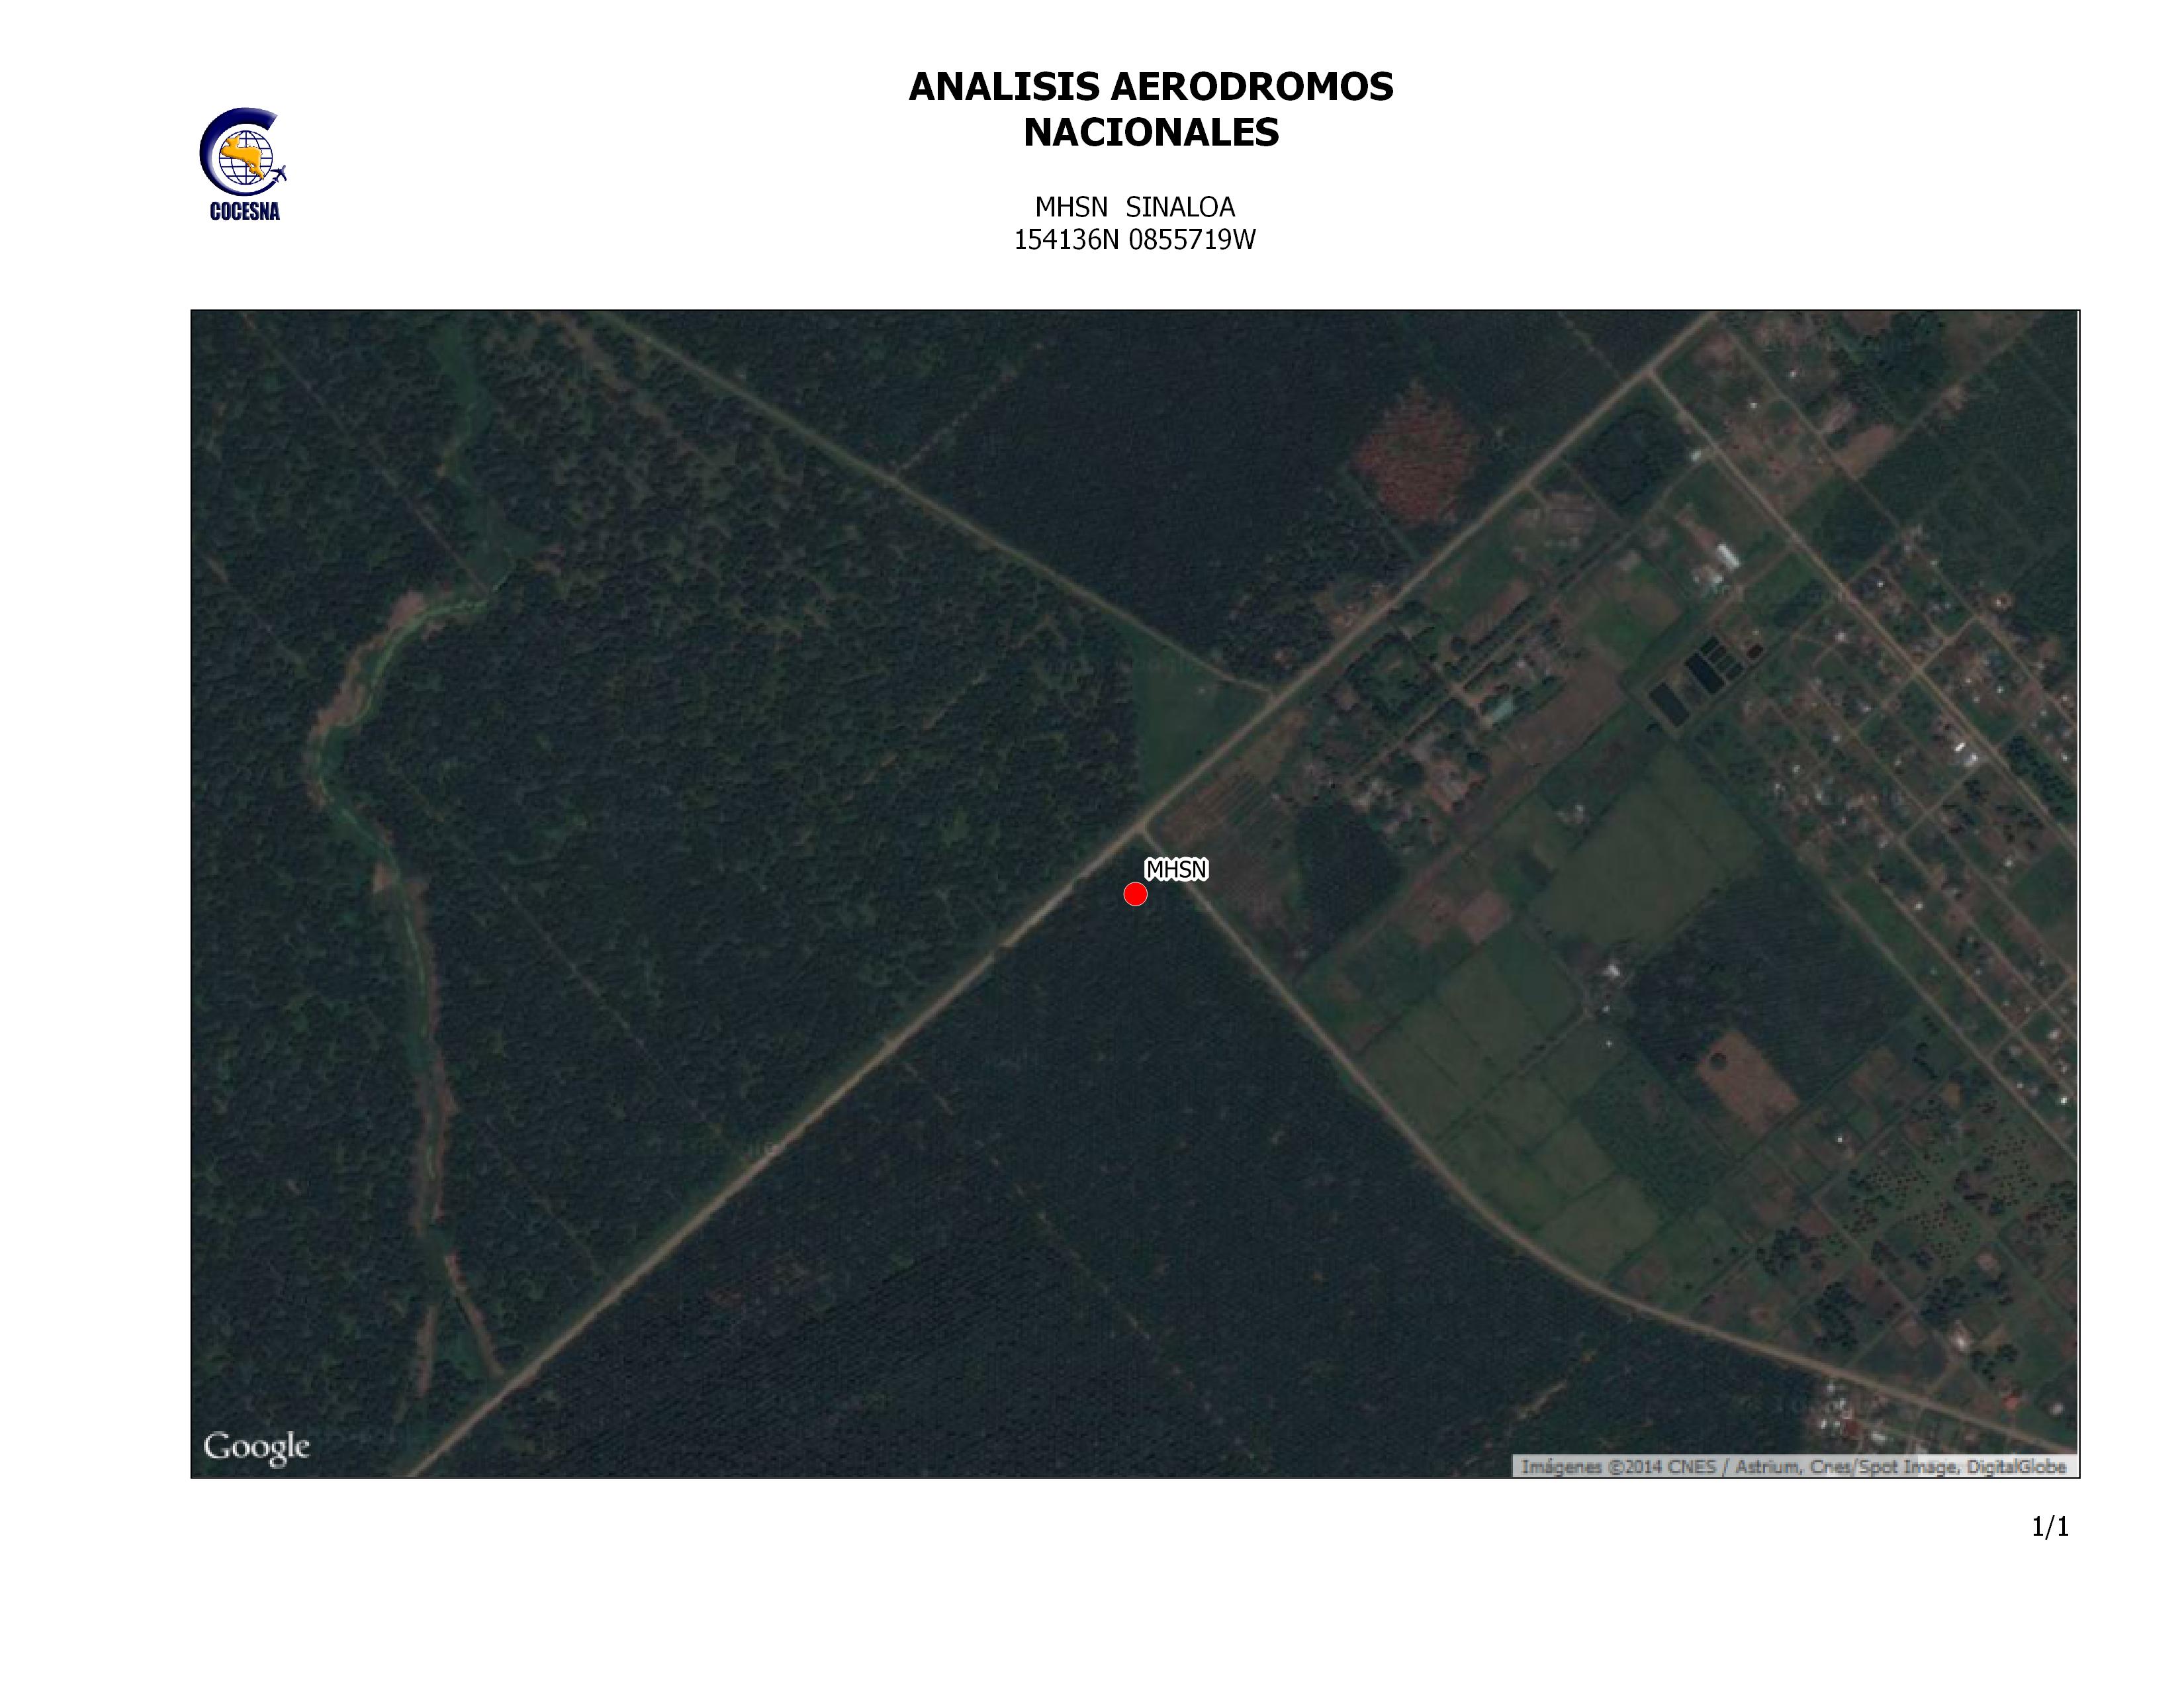 ANALISIS AERODROMOS
NACIONALES
COCESNA
MHSN SINALOA
154136N 0855719W
MHSN
Google
Imágenes ©2014 CNES / Astrium, Cnes/Spot Image, DigitalGlobe
1/1